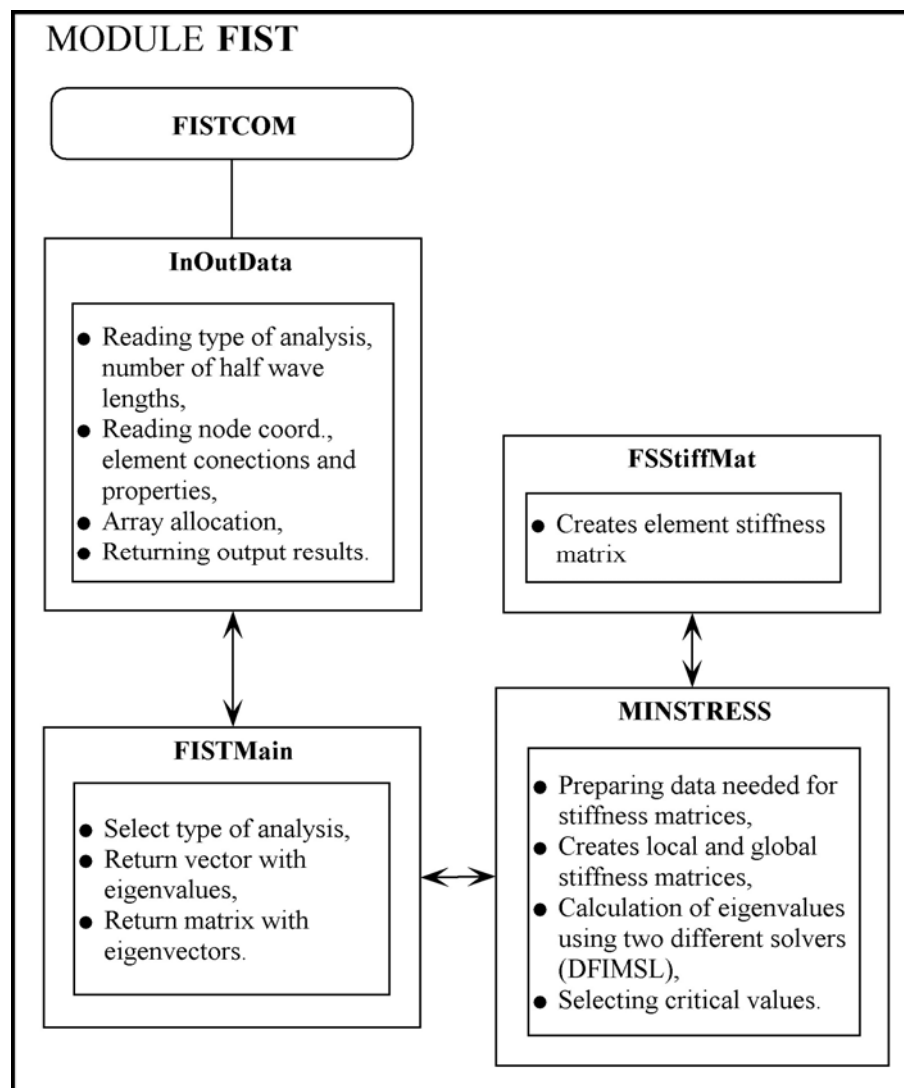 MODULE FIST
FISTCOM
InOutData
● Reading type of analysis,
number of half wave
lengths,
● Reading node coord.,
element conections and
properties,
● Array allocation,
● Returning output results.
FSStiffMat
● Creates element stiffness
matrix
FISTMain
● Select type of analysis,
● Return vector with
eigenvalues,
● Return matrix with
eigenvectors.
MINSTRESS
● Preparing data needed for
stiffness matrices,
● Creates local and global
stiffness matrices,
● Calculation of eigenvalues
using two different solvers
(DFIMSL),
● Selecting critical values.